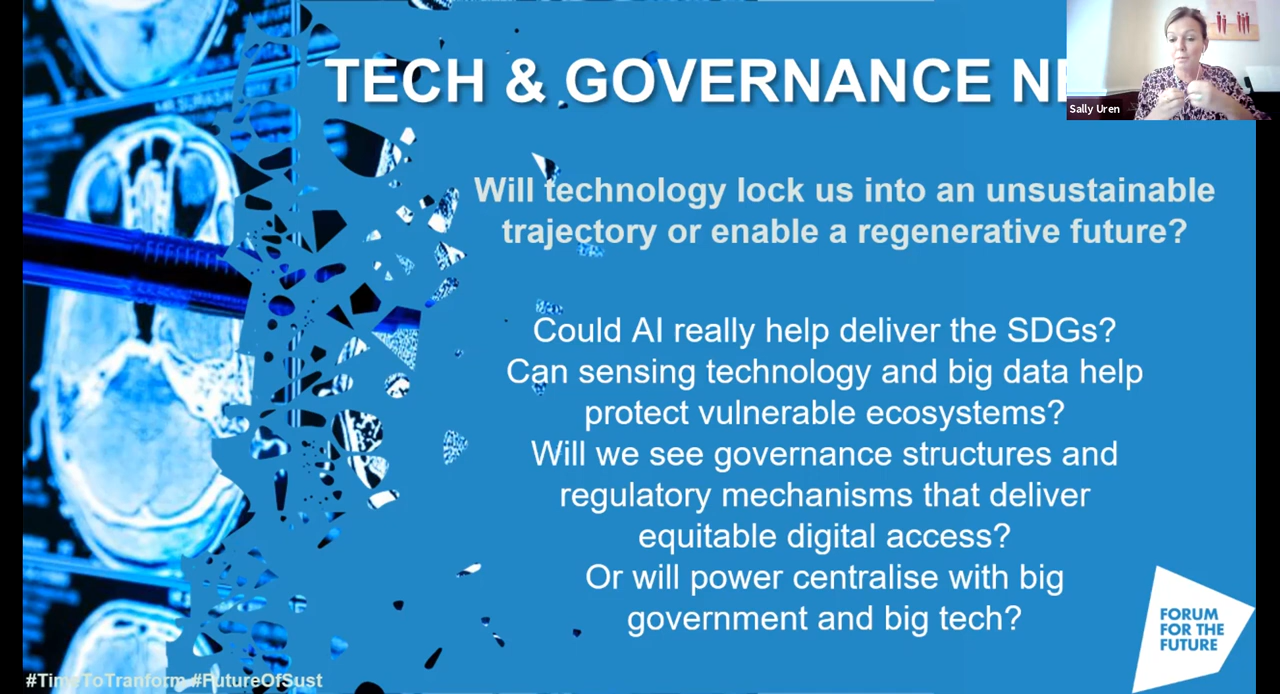 TECH & GOVERNANCE
Sally Uren
Will technology lock us into an unsustainable
trajectory or enable a regenerative future?
Could AI really help deliver the SDGs?
Can sensing technology and big data help
protect vulnerable ecosystems?
Will we see governance structures and
regulatory mechanisms that deliver
equitable digital access?
Or will power centralise with big
government and big tech?
FORUM
FOR THE
FUTURE
#TimeToTranform #FutureOfSust